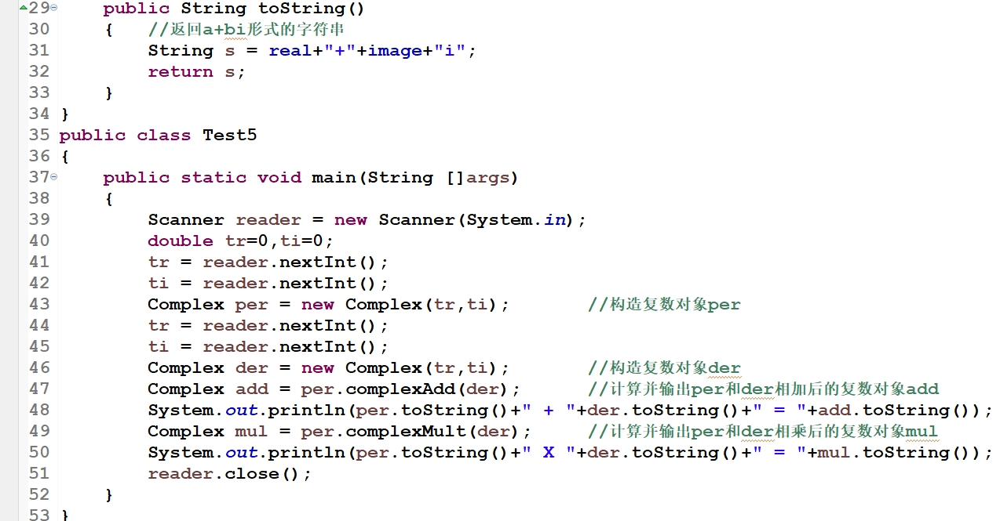 29 public String toString()
30 { //返回a+bi形式的字符串
31 String s = real+"+"+image+"i";
32 return s;
33 }
34 }
35 public class Test5
36 {
37 public static void main(String []args)
38 {
39 Scanner reader = new Scanner(System.in);
40 double tr=0,ti=0;
41 tr = reader.nextInt();
42 ti = reader.nextInt();
43 Complex per = new Complex(tr,ti); //构造复数对象per
44 tr = reader.nextInt();
45 ti = reader.nextInt();
46 Complex der = new Complex(tr,ti); //构造复数对象der
47 Complex add = per.complexAdd(der); //计算并输出per和der相加后的复数对象add
48 System.out.println(per.toString()+" + "+der.toString()+" = "+add.toString());
49 Complex mul = per.complexMult(der); //计算并输出per和der相乘后的复数对象mul
50 System.out.println(per.toString()+" X "+der.toString()+" = "+mul.toString());
51 reader.close();
52 }
53 }